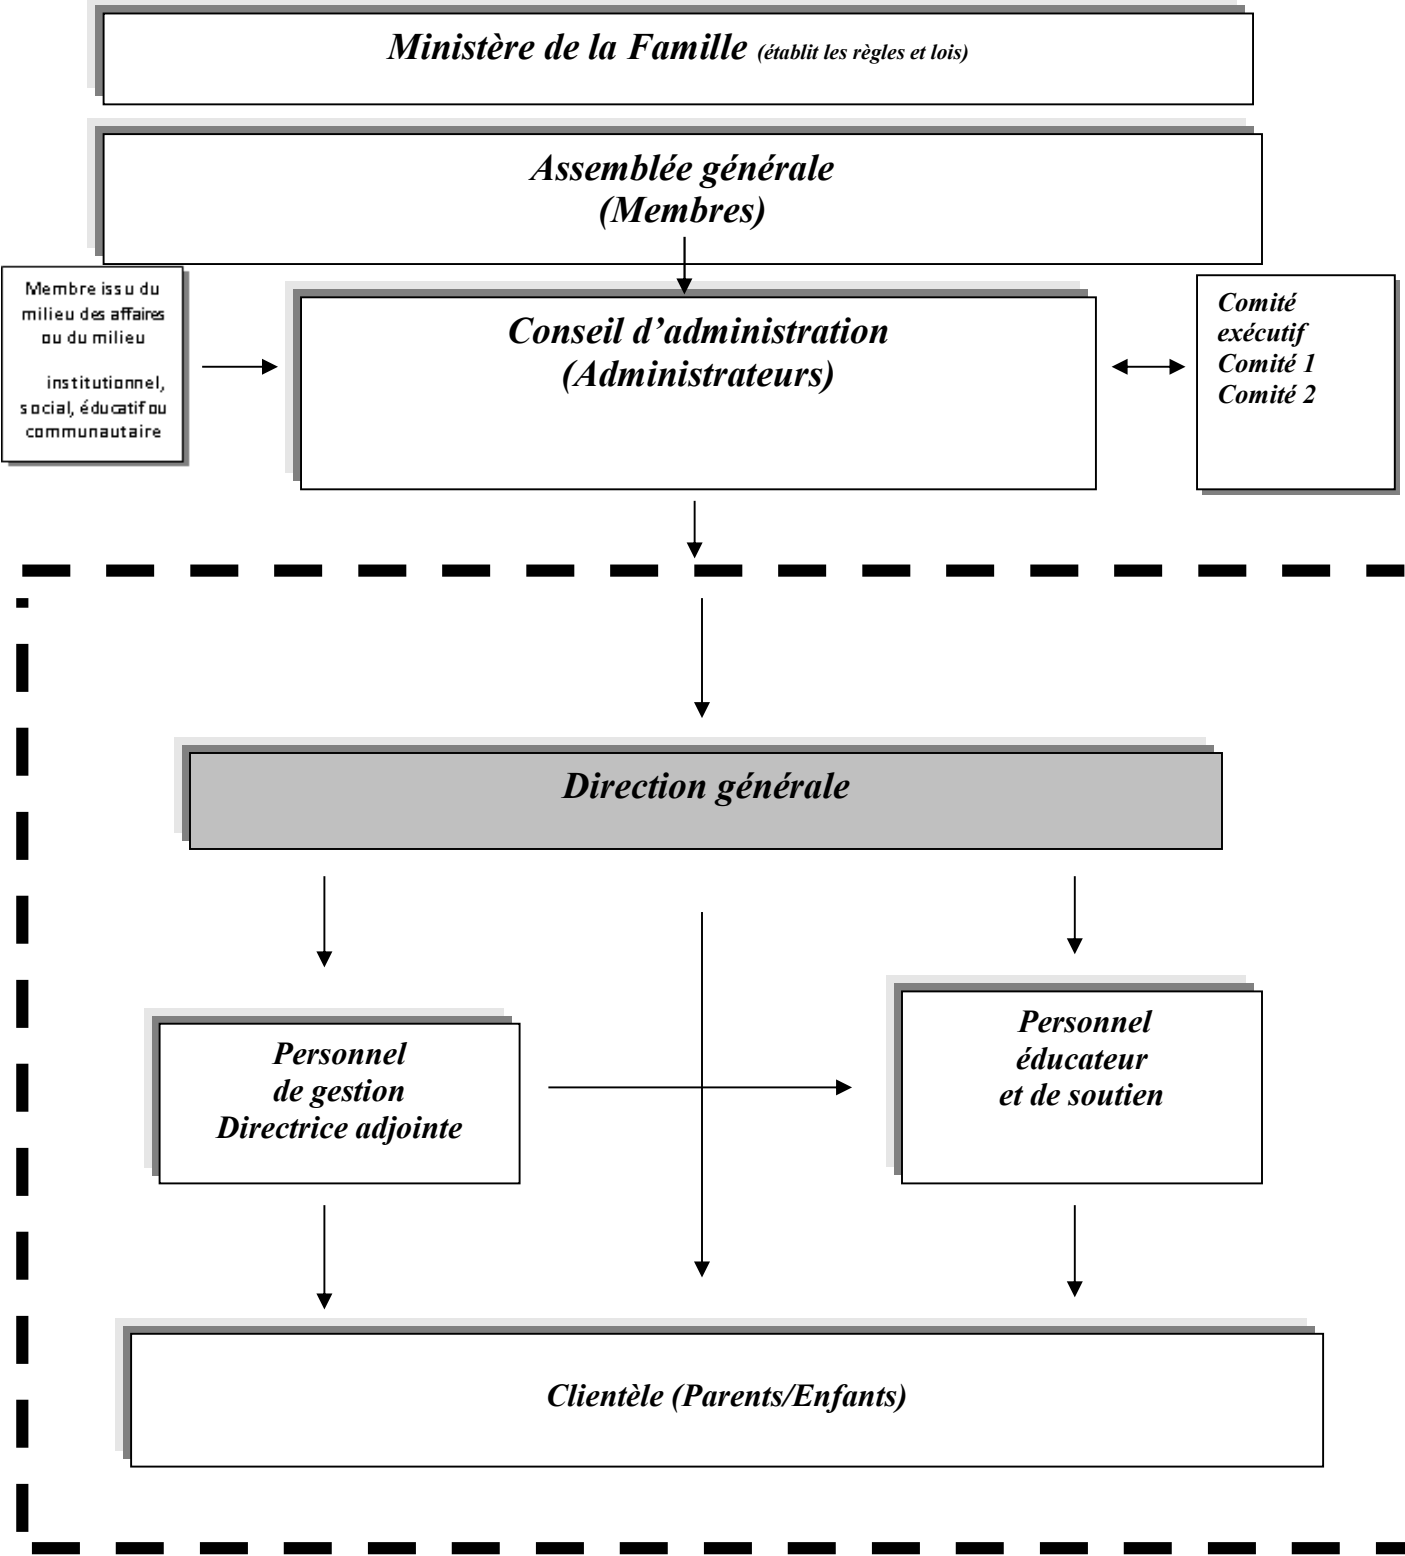 Ministère de la Famille (établit les règles et lois)
Assemblée générale
(Membres)
Membre issu du
milieu des affaires
ou du milieu
institutionnel,
social, éducatif ou
communautaire
Conseil d’administration
(Administrateurs)
Comité
exécutif
Comité 1
Comité 2
Direction générale
Personnel
de gestion
Directrice adjointe
Personnel
éducateur
et de soutien
Clientèle (Parents/Enfants)